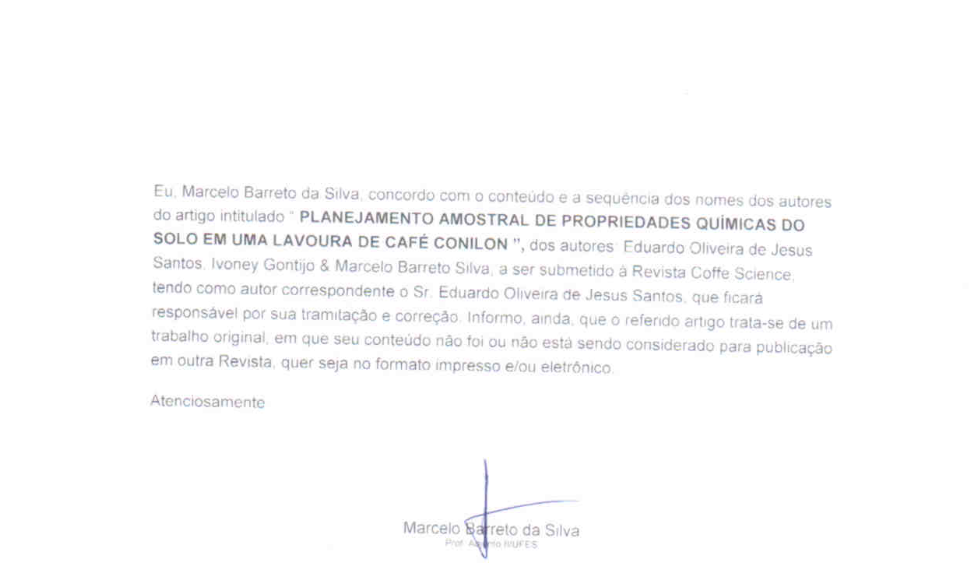 Eu, Marcelo Barreto da Silva, concordo com o conteúdo e a sequência dos nomes dos autores
do artigo intitulado " PLANEJAMENTO AMOSTRAL DE PROPRIEDADES QUÍMICAS DO
SOLO EM UMA LAVOURA DE CAFÉ CONILON ", dos autores: Eduardo Oliveira de Jesus
Santos, Ivoney Gontijo & Marcelo Barreto Silva, a ser submetido à Revista Coffe Science,
tendo como autor correspondente o Sr. Eduardo Oliveira de Jesus Santos, que ficará
responsável por sua tramitação e correção. Informo, ainda, que o referido artigo trata-se de um
trabalho original, em que seu conteúdo não foi ou não está sendo considerado para publicação
em outra Revista, quer seja no formato impresso e/ou eletrônico.
Atenciosamente
Marcelo Barreto da Silva
Prof.